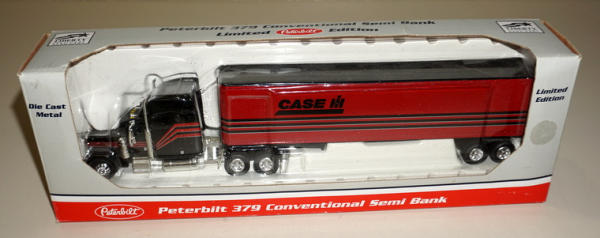 Peterbilt 379 Conventional Semi Bank
Limited Peterbilt Edition
Die Cast
Metal
Limited
Edition
CASE IH
Peterbilt
Peterbilt 379 Conventional Semi Bank